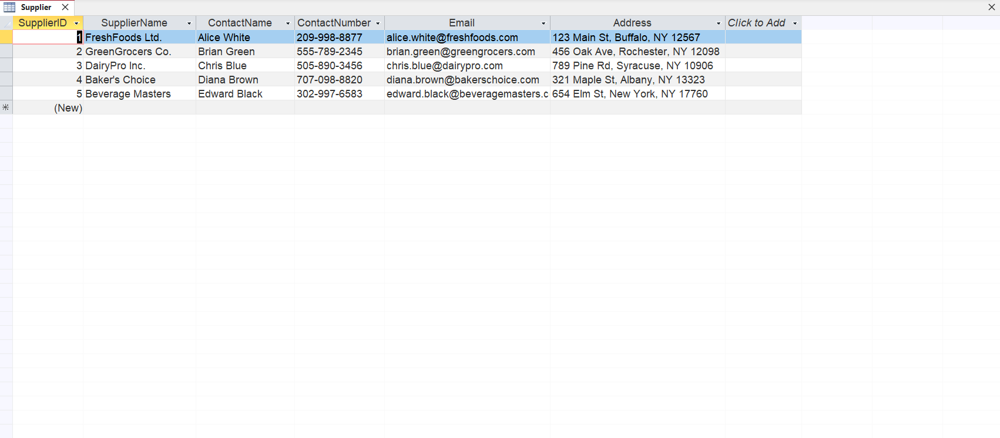 Supplier
SupplierID SupplierName ContactName ContactNumber Email Address Click to Add
1 FreshFoods Ltd. Alice White 209-998-8877 alice.white@freshfoods.com 123 Main St, Buffalo, NY 12567
2 GreenGrocers Co. Brian Green 555-789-2345 brian.green@greengrocers.com 456 Oak Ave, Rochester, NY 12098
3 DairyPro Inc. Chris Blue 505-890-3456 chris.blue@dairypro.com 789 Pine Rd, Syracuse, NY 10906
4 Baker's Choice Diana Brown 707-098-8820 diana.brown@bakerschoice.com 321 Maple St, Albany, NY 13323
5 Beverage Masters Edward Black 302-997-6583 edward.black@beveragemasters.c 654 Elm St, New York, NY 17760
(New)